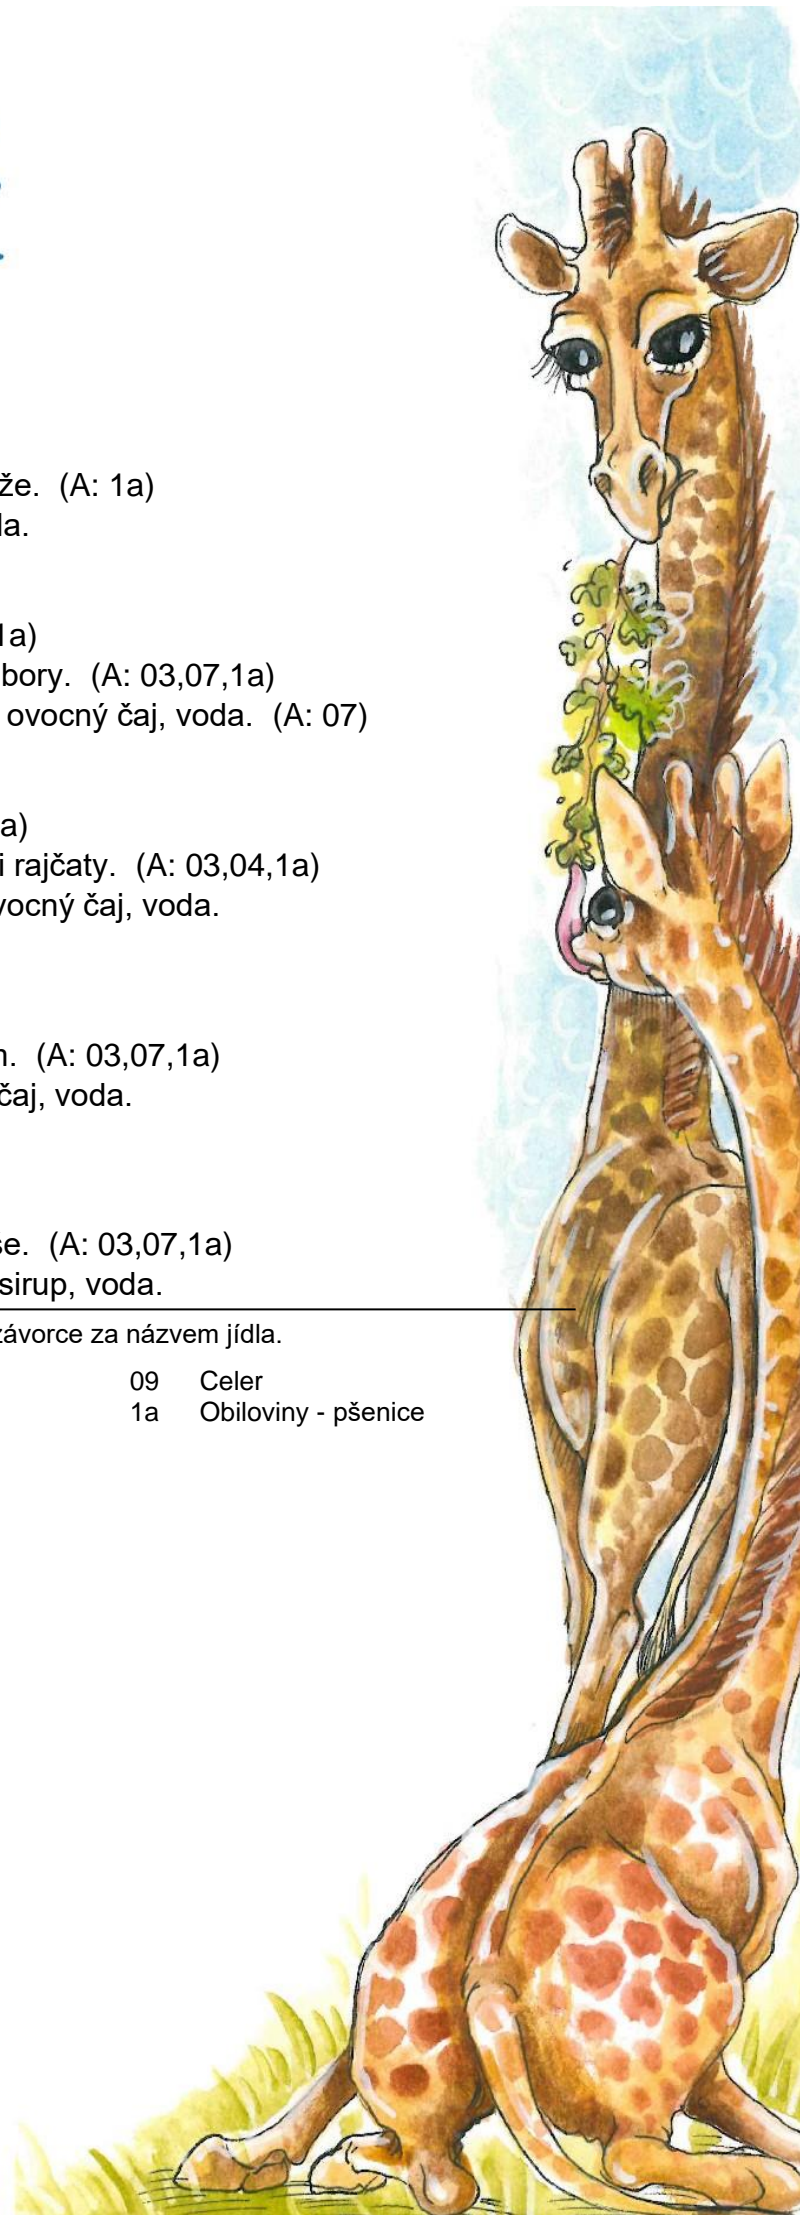 že. (A: 1a)
la.
1a)
bory. (A: 03,07,1a)
ovocný čaj, voda. (A: 07)
a)
i rajčaty. (A: 03,04,1a)
vocný čaj, voda.
n. (A: 03,07,1a)
čaj, voda.
se. (A: 03,07,1a)
sirup, voda.
závorce za názvem jídla.
09 Celer
1a Obiloviny - pšenice